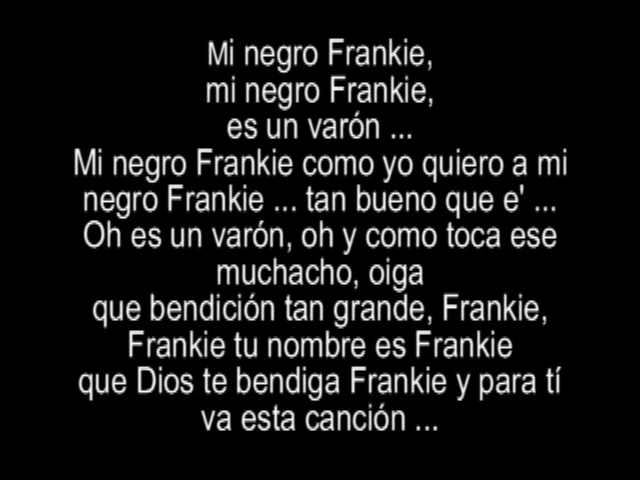 Mi negro Frankie,
mi negro Frankie,
es un varón ...
Mi negro Frankie como yo quiero a mi
negro Frankie ... tan bueno que e' ...
Oh es un varón, oh y como toca ese
muchacho, oiga
que bendición tan grande, Frankie,
Frankie tu nombre es Frankie
que Dios te bendiga Frankie y para tí
va esta canción ...